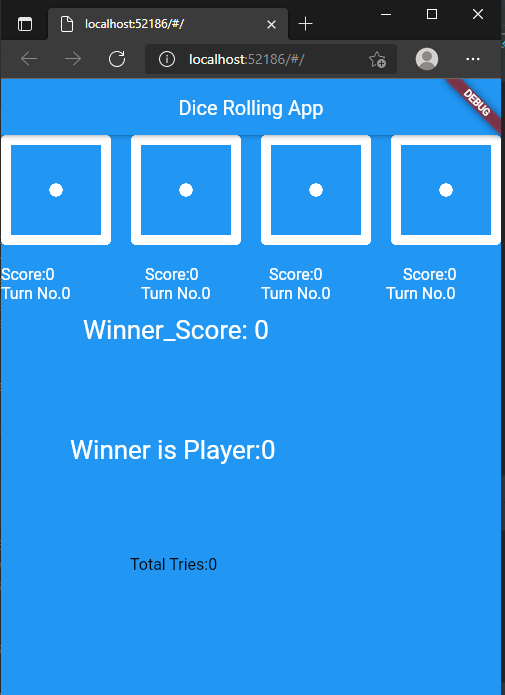 localhost:52186/#/
localhost:52186/#/
Dice Rolling App
DEBUG
Score:0 Score:0 Score:0 Score:0
Turn No.0 Turn No.0 Turn No.0 Turn No.0
Winner_Score: 0
Winner is Player:0
Total Tries:0